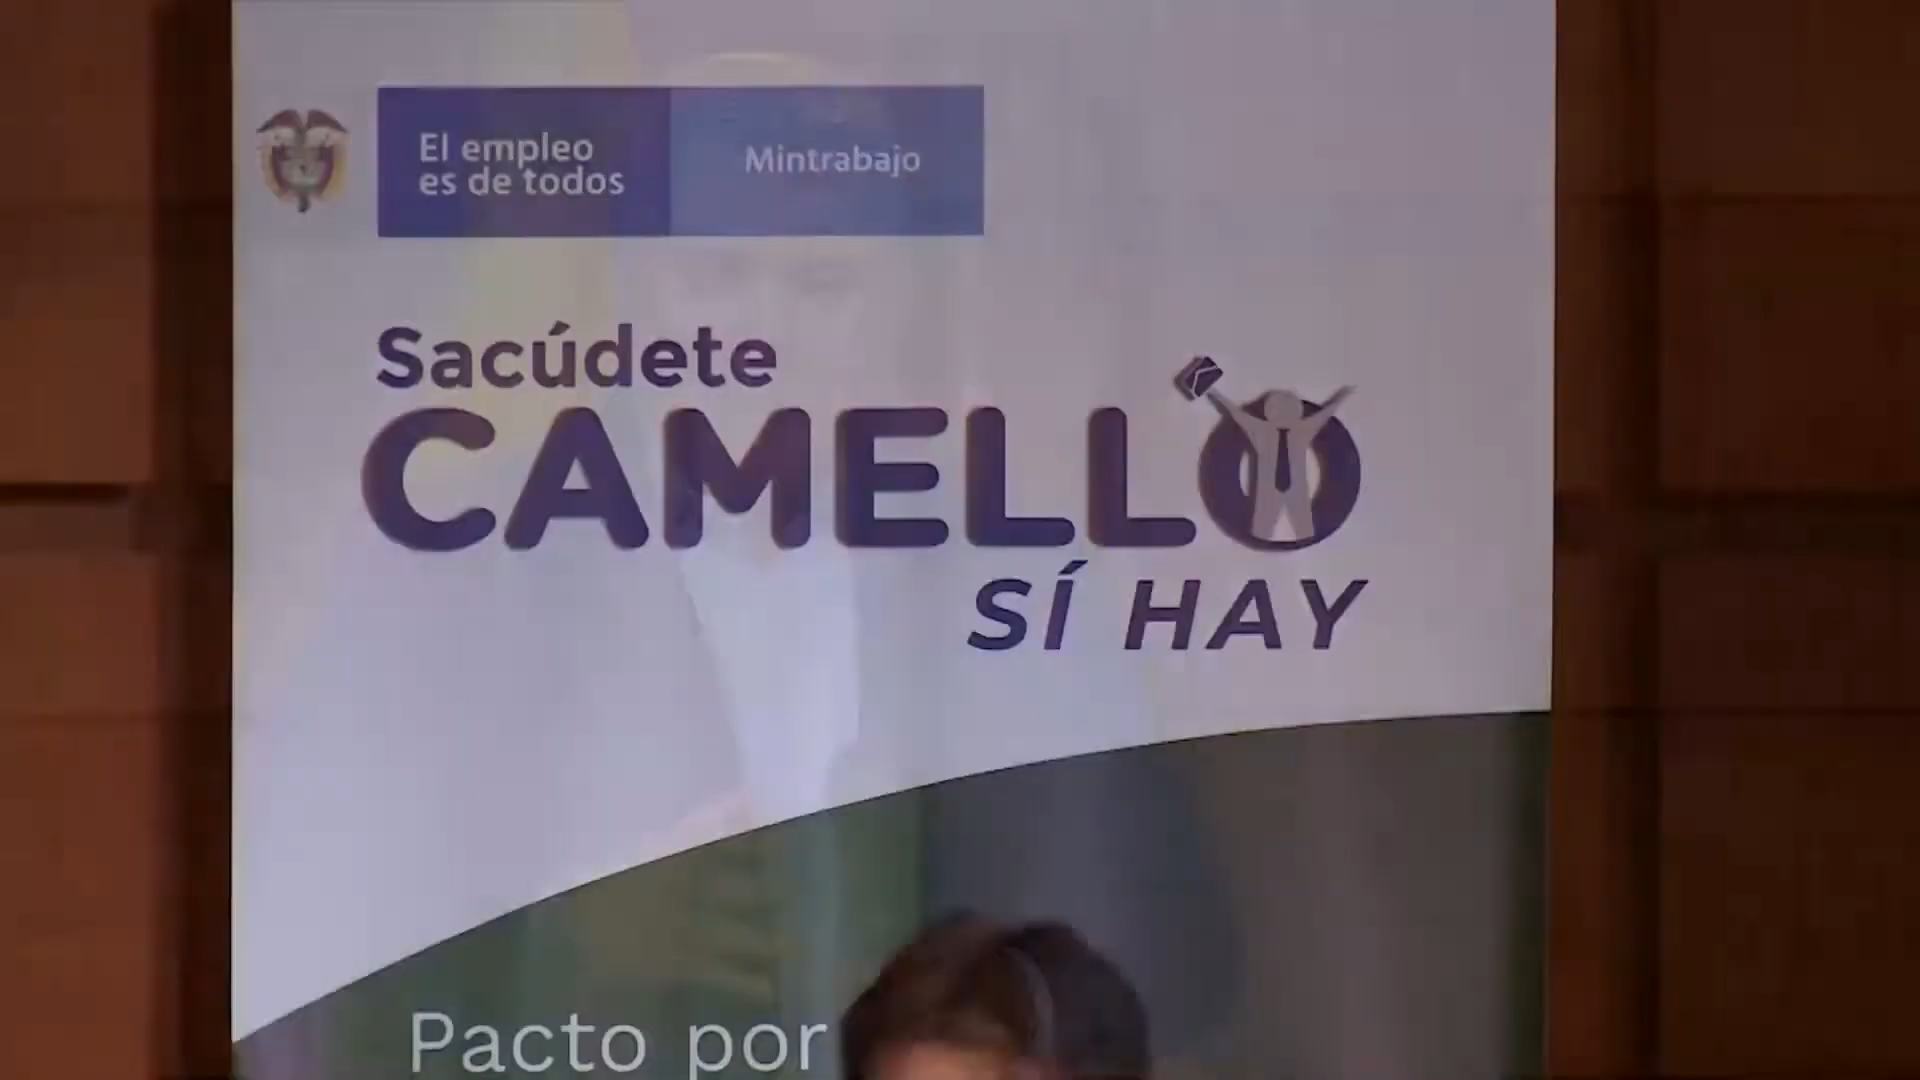 El empleo
es de todos
Mintrabajo
Sacúdete
CAMELLO
SÍ HAY
Pacto por